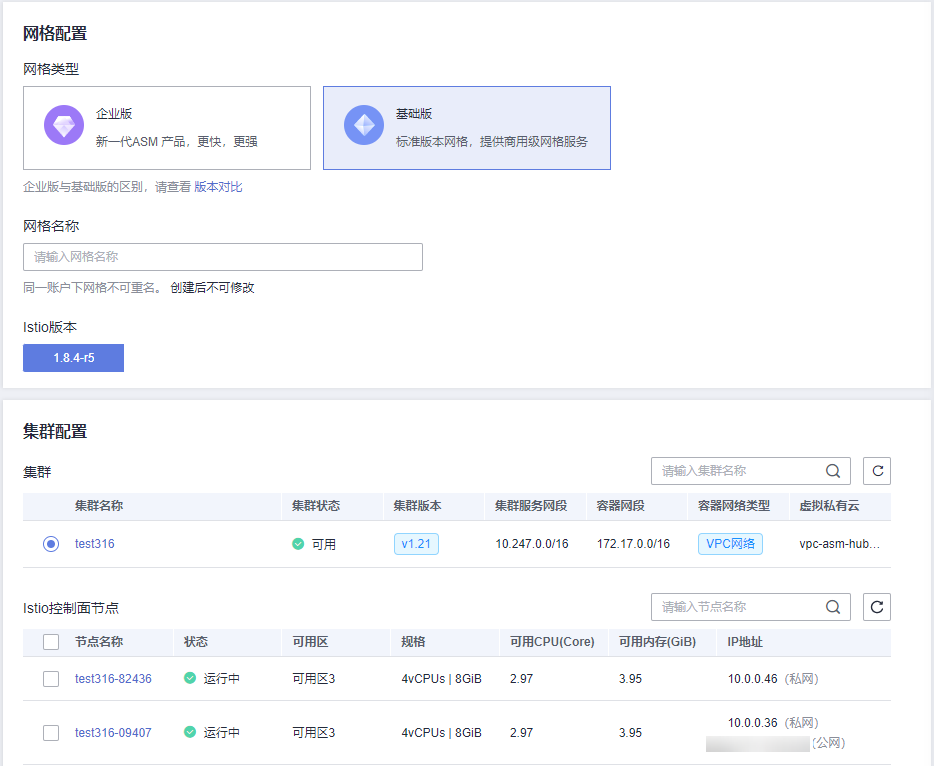 网格配置
网格类型
企业版
新一代ASM 产品，更快，更强
基础版
标准版本网格，提供商用级网格服务
企业版与基础版的区别，请查看 版本对比
网格名称
请输入网格名称
同一账户下网格不可重名。 创建后不可修改
Istio版本
1.8.4-r5
集群配置
集群
请输入集群名称
集群名称 集群状态 集群版本 集群服务网段 容器网段 容器网络类型 虚拟私有云
test316 可用 v1.21 10.247.0.0/16 172.17.0.0/16 VPC网络 vpc-asm-hub...
Istio控制面节点
请输入节点名称
节点名称 状态 可用区 规格 可用CPU(Core) 可用内存(GiB) IP地址
test316-82436 运行中 可用区3 4vCPUs | 8GiB 2.97 3.95 10.0.0.46 (私网)
test316-09407 运行中 可用区3 4vCPUs | 8GiB 2.97 3.95 10.0.0.36 (私网)
(公网)